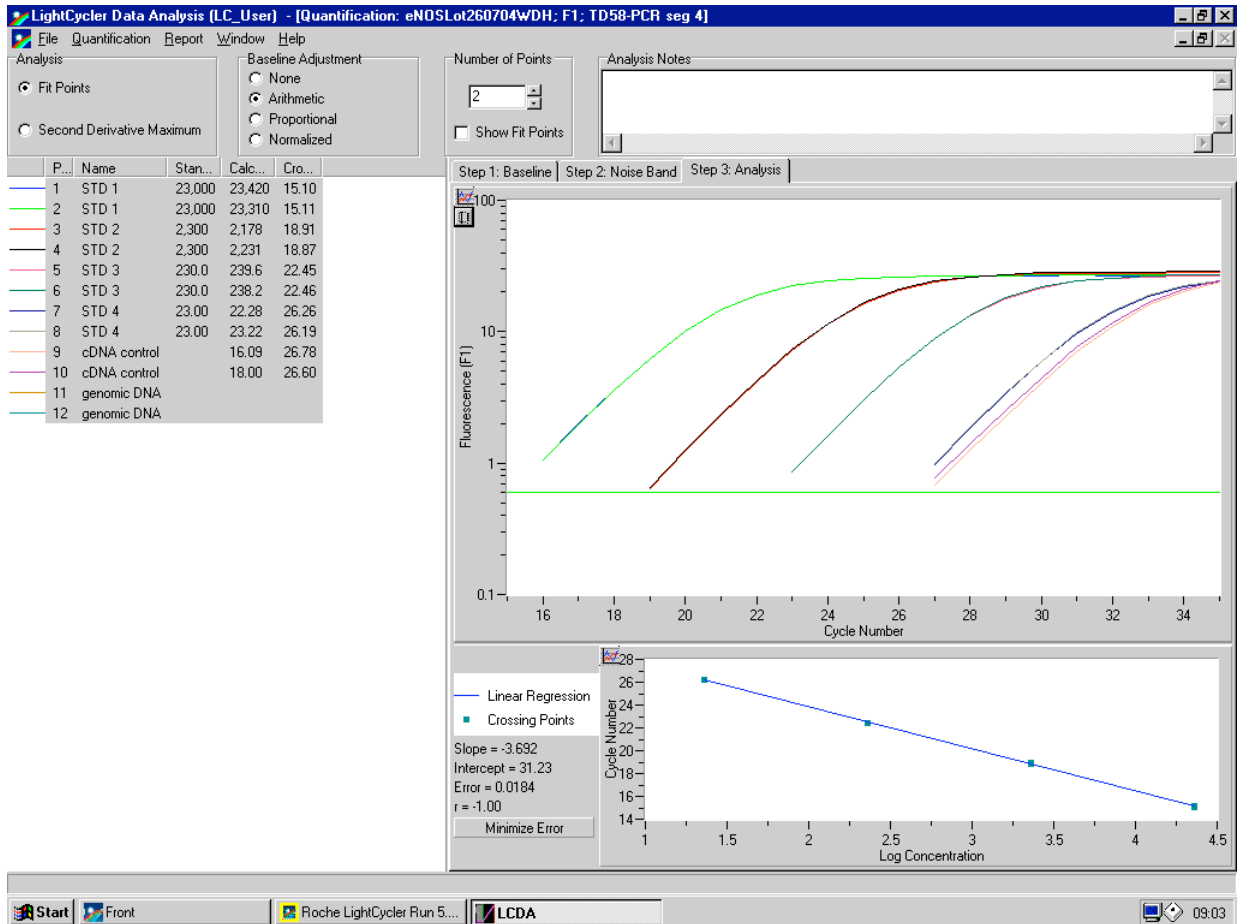 LightCycler Data Analysis (LC_User) - [Quantification: eNOSLot260704WDH; F1; TD58-PCR seg 4]
File Quantification Report Window Help
Analysis
Fit Points
Second Derivative Maximum
Baseline Adjustment
None
Arithmetic
Proportional
Normalized
Number of Points
2
Show Fit Points
Analysis Notes
P... Name Stan... Calc... Cro...
1 STD 1 23,000 23,420 15.10
2 STD 1 23,000 23,310 15.11
3 STD 2 2,300 2,178 18.91
4 STD 2 2,300 2,231 18.87
5 STD 3 230.0 239.6 22.45
6 STD 3 230.0 238.2 22.46
7 STD 4 23.00 22.28 26.26
8 STD 4 23.00 23.22 26.19
9 cDNA control 16.09 26.78
10 cDNA control 18.00 26.60
11 genomic DNA
12 genomic DNA
Step 1: Baseline Step 2: Noise Band Step 3: Analysis
100
10
1
0.1
Fluorescence (F1)
16 18 20 22 24 26 28 30 32 34
Cycle Number
Linear Regression
Crossing Points
Slope = -3.692
Intercept = 31.23
Error = 0.0184
r = -1.00
Minimize Error
28
26
24
22
20
18
16
14
Cycle Number
1 1.5 2 2.5 3 3.5 4 4.5
Log Concentration
Start Front Roche LightCycler Run 5.... LCDA 09:03